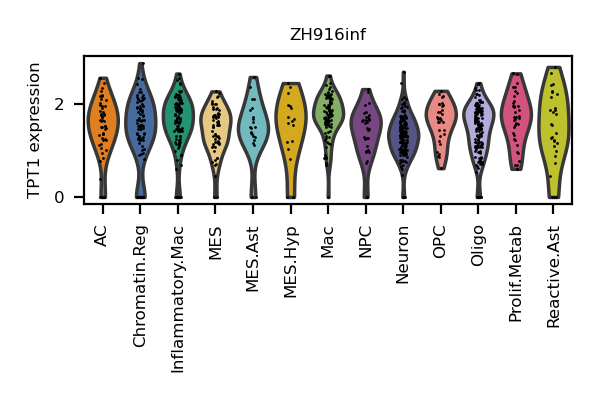 ZH916inf
TPT1 expression
2
0
AC
Chromatin.Reg
Inflammatory.Mac
MES
MES.Ast
MES.Hyp
Mac
NPC
Neuron
OPC
Oligo
Prolif.Metab
Reactive.Ast